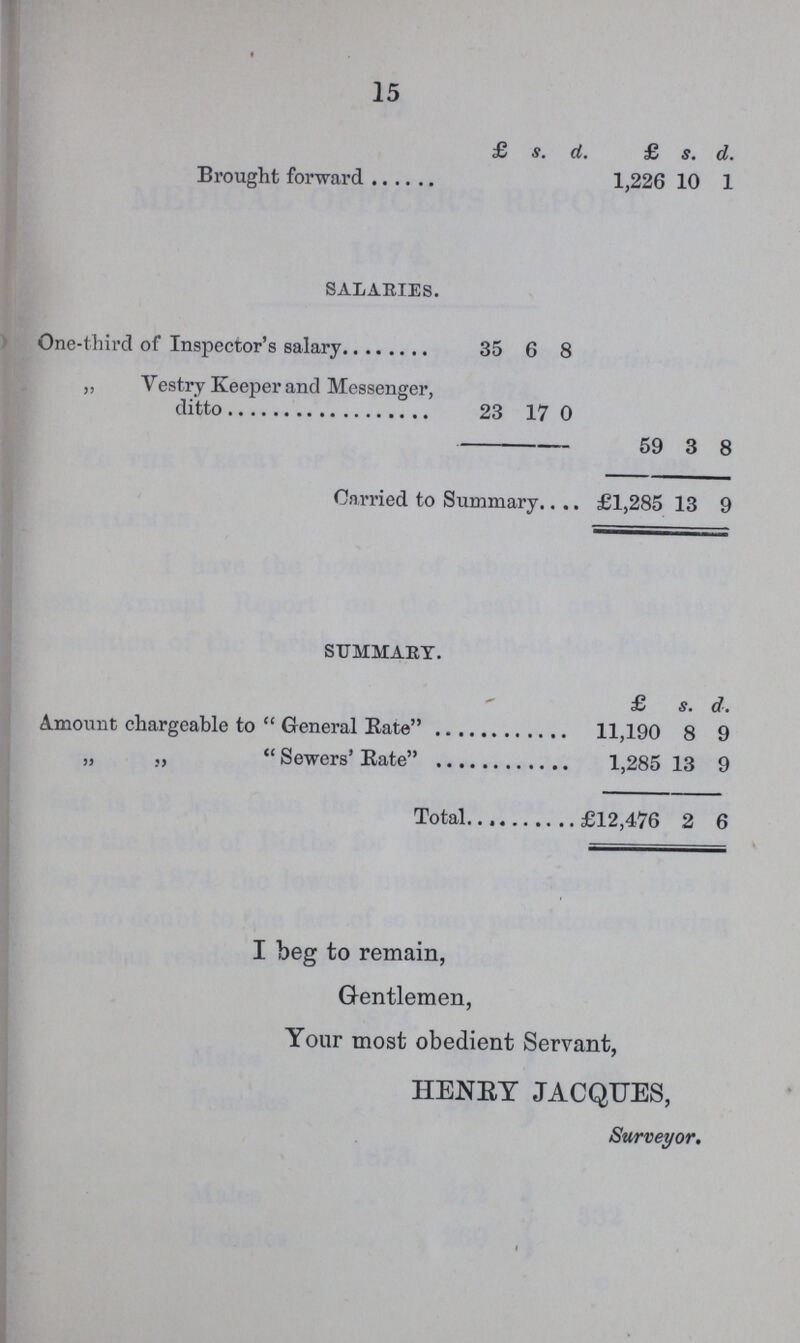 15
£ s. d. £ s. d.
Brought forward ...... 1,226 10 1
SALARIES.
One-third of Inspector's salary........ 35 6 8
„ Vestry Keeper and Messenger,
ditto ................... 23 17 0
59 3 8
Carried to Summary.... £1,285 13 9
SUMMARY.
£ s. d.
Amount chargeable to “ General Rate” ............ 11,190 8 9
„ „ “ Sewers' Rate” ............ 1,285 13 9
Total........... £12,476 2 6
I beg to remain,
Gentlemen,
Your most obedient Servant,
HENRY JACQUES,
Surveyor.